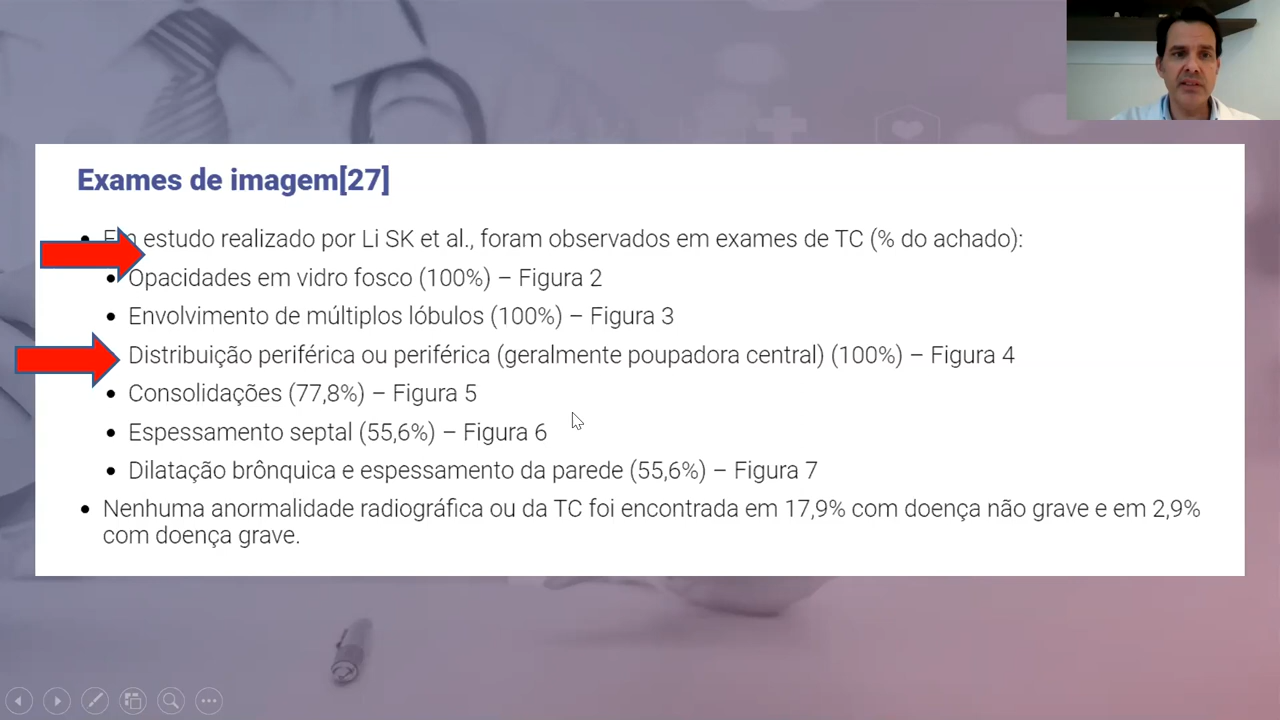 Exames de imagem[27]
• Em estudo realizado por Li SK et al., foram observados em exames de TC (% do achado):
• Opacidades em vidro fosco (100%) – Figura 2
• Envolvimento de múltiplos lóbulos (100%) – Figura 3
Distribuição periférica ou periférica (geralmente poupadora central) (100%) – Figura 4
• Consolidações (77,8%) – Figura 5
• Espessamento septal (55,6%) – Figura 6
• Dilatação brônquica e espessamento da parede (55,6%) – Figura 7
• Nenhuma anormalidade radiográfica ou da TC foi encontrada em 17,9% com doença não grave e em 2,9%
com doença grave.